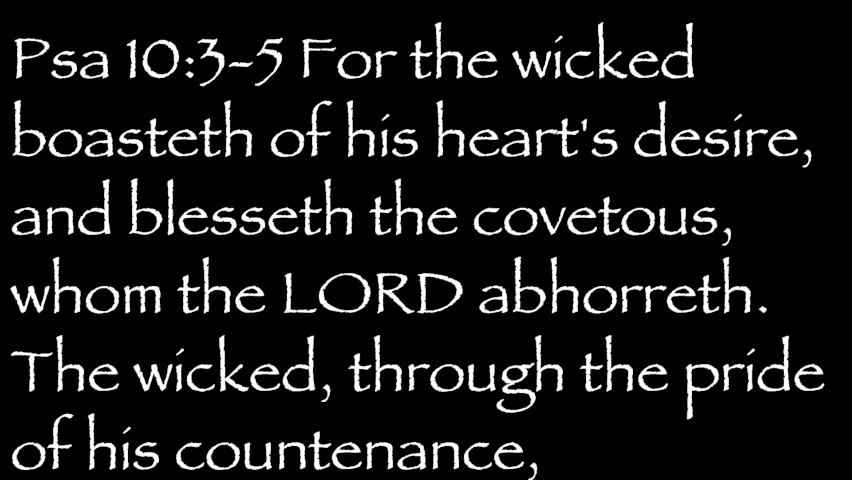 Psa 10:3-5 For the wicked
boasteth of his heart's desire,
and blesseth the covetous,
whom the LORD abhorreth.
The wicked, through the pride
of his countenance,